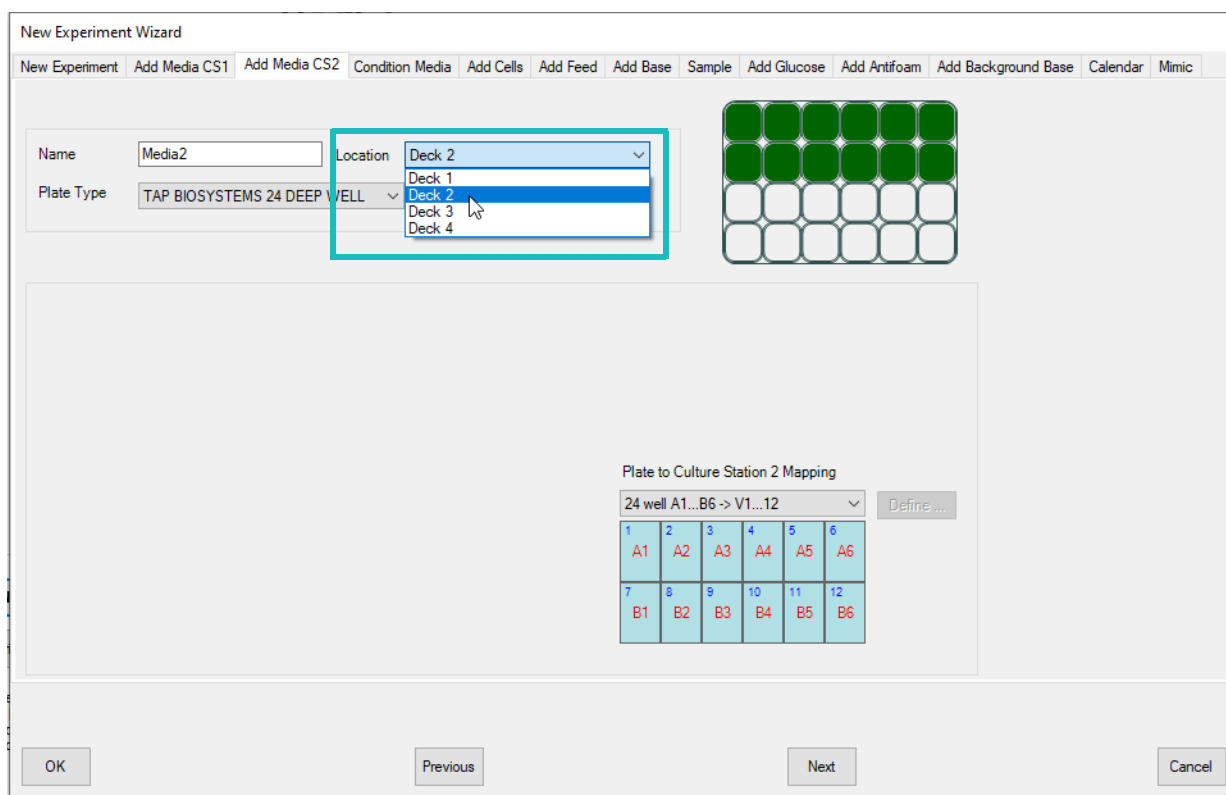 New Experiment Wizard
New Experiment Add Media CS1 Add Media CS2 Condition Media Add Cells Add Feed Add Base Sample Add Glucose Add Antifoam Add Background Base Calendar Mimic
Name Media2 Location Deck 2
Deck 1
Plate Type TAP BIOSYSTEMS 24 DEEP WELL Deck 2
Deck 3
Deck 4
Plate to Culture Station 2 Mapping
24 well A1...B6 -> V1...12 Define ...
1 2 3 4 5 6
A1 A2 A3 A4 A5 A6
7 8 9 10 11 12
B1 B2 B3 B4 B5 B6
OK Previous Next Cancel